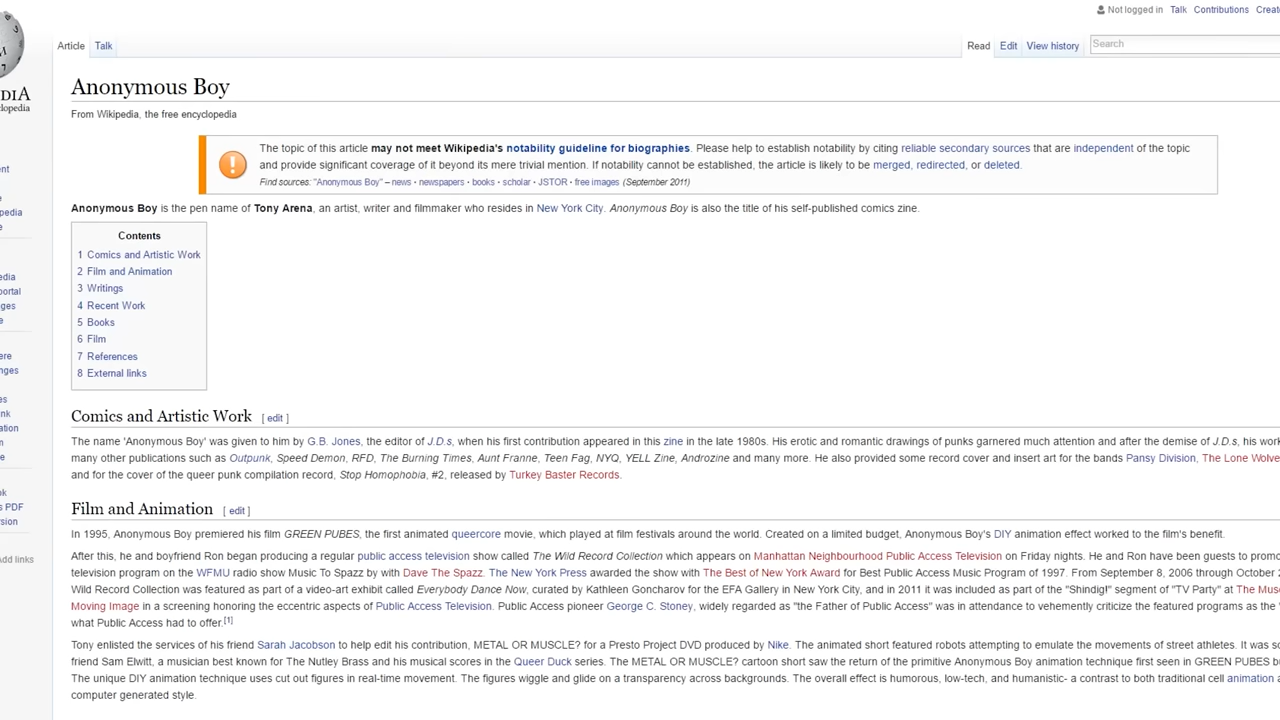 Not logged in Talk Contributions Creat
Article Talk Read Edit View history Search
DIA
clopedia
Anonymous Boy
From Wikipedia, the free encyclopedia
The topic of this article may not meet Wikipedia's notability guideline for biographies. Please help to establish notability by citing reliable secondary sources that are independent of the topic
and provide significant coverage of it beyond its mere trivial mention. If notability cannot be established, the article is likely to be merged, redirected, or deleted.
Find sources: "Anonymous Boy" – news · newspapers · books · scholar · JSTOR · free images (September 2011)
Anonymous Boy is the pen name of Tony Arena, an artist, writer and filmmaker who resides in New York City. Anonymous Boy is also the title of his self-published comics zine.
Contents
1 Comics and Artistic Work
2 Film and Animation
3 Writings
4 Recent Work
5 Books
6 Film
7 References
8 External links
Comics and Artistic Work [ edit ]
The name 'Anonymous Boy' was given to him by G.B. Jones, the editor of J.D.s, when his first contribution appeared in this zine in the late 1980s. His erotic and romantic drawings of punks garnered much attention and after the demise of J.D.s, his work
many other publications such as Outpunk, Speed Demon, RFD, The Burning Times, Aunt Franne, Teen Fag, NYQ, YELL Zine, Androzine and many more. He also provided some record cover and insert art for the bands Pansy Division, The Lone Wolve
and for the cover of the queer punk compilation record, Stop Homophobia, #2, released by Turkey Baster Records.
Film and Animation [ edit ]
In 1995, Anonymous Boy premiered his film GREEN PUBES, the first animated queercore movie, which played at film festivals around the world. Created on a limited budget, Anonymous Boy's DIY animation effect worked to the film's benefit.
After this, he and boyfriend Ron began producing a regular public access television show called The Wild Record Collection which appears on Manhattan Neighbourhood Public Access Television on Friday nights. He and Ron have been guests to promo
television program on the WFMU radio show Music To Spazz by with Dave The Spazz. The New York Press awarded the show with The Best of New York Award for Best Public Access Music Program of 1997. From September 8, 2006 through October 2
Wild Record Collection was featured as part of a video-art exhibit called Everybody Dance Now, curated by Kathleen Goncharov for the EFA Gallery in New York City, and in 2011 it was included as part of the "Shindig!" segment of "TV Party" at The Muse
Moving Image in a screening honoring the eccentric aspects of Public Access Television. Public Access pioneer George C. Stoney, widely regarded as "the Father of Public Access" was in attendance to vehemently criticize the featured programs as the
what Public Access had to offer.[1]
Tony enlisted the services of his friend Sarah Jacobson to help edit his contribution, METAL OR MUSCLE? for a Presto Project DVD produced by Nike. The animated short featured robots attempting to emulate the movements of street athletes. It was sc
friend Sam Elwitt, a musician best known for The Nutley Brass and his musical scores in the Queer Duck series. The METAL OR MUSCLE? cartoon short saw the return of the primitive Anonymous Boy animation technique first seen in GREEN PUBES b
The unique DIY animation technique uses cut out figures in real-time movement. The figures wiggle and glide on a transparency across backgrounds. The overall effect is humorous, low-tech, and humanistic- a contrast to both traditional cell animation a
computer generated style.
ent
e
pedia
e
edia
portal
ges
e
ere
nges
es
nk
ation
n
e
ok
s PDF
rsion
Add links